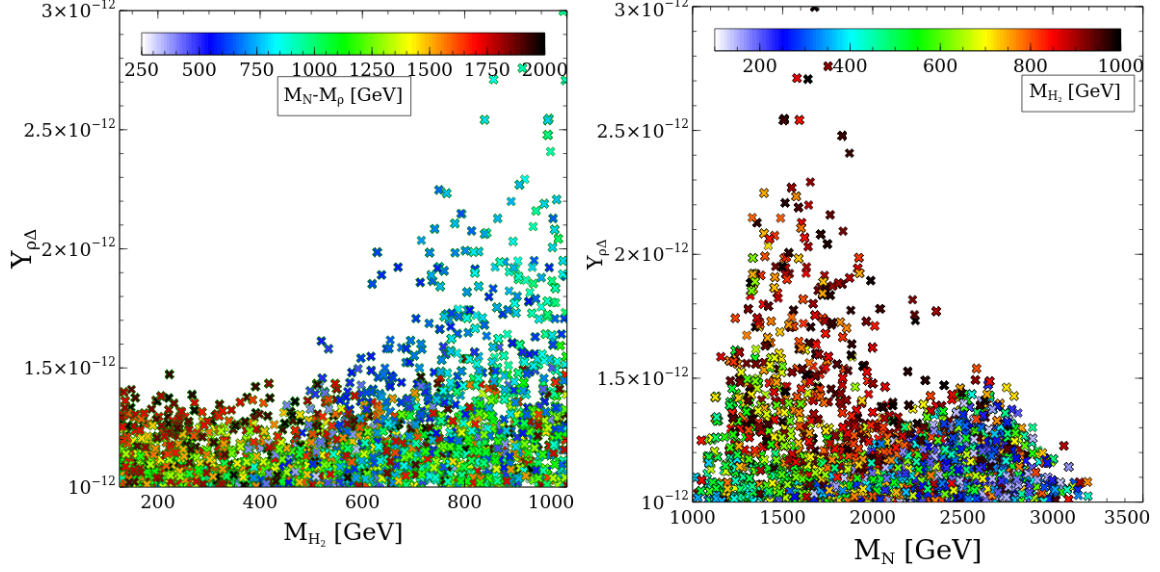 3×10⁻¹²
250 500 750 1000 1250 1500 1750 2000
M_N-M_ρ [GeV]
2.5×10⁻¹²
Y_ρΔ
2×10⁻¹²
1.5×10⁻¹²
10⁻¹²
200 400 600 800 1000
M_H₂ [GeV]
3×10⁻¹²
200 400 600 800 1000
M_H₂ [GeV]
2.5×10⁻¹²
Y_ρΔ
2×10⁻¹²
1.5×10⁻¹²
10⁻¹²
1000 1500 2000 2500 3000 3500
M_N [GeV]